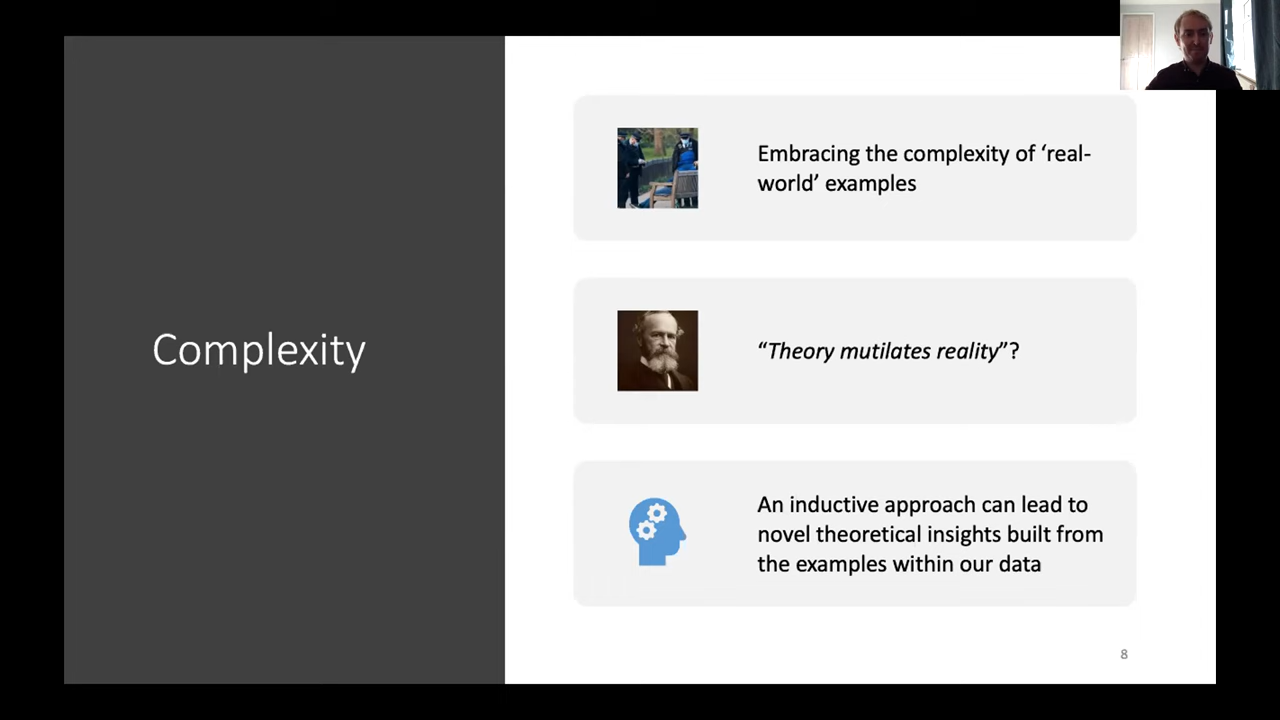 Complexity
Embracing the complexity of ‘real-
world’ examples
“Theory mutilates reality”?
An inductive approach can lead to
novel theoretical insights built from
the examples within our data
8